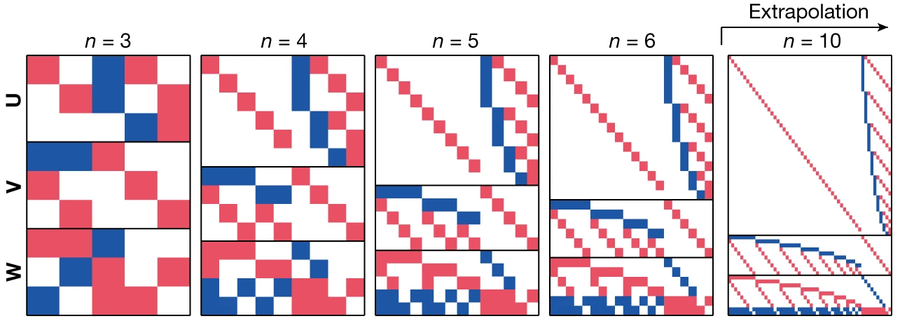 Extrapolation
n = 3
n = 4
n = 5
n = 6
n = 10
U
V
W